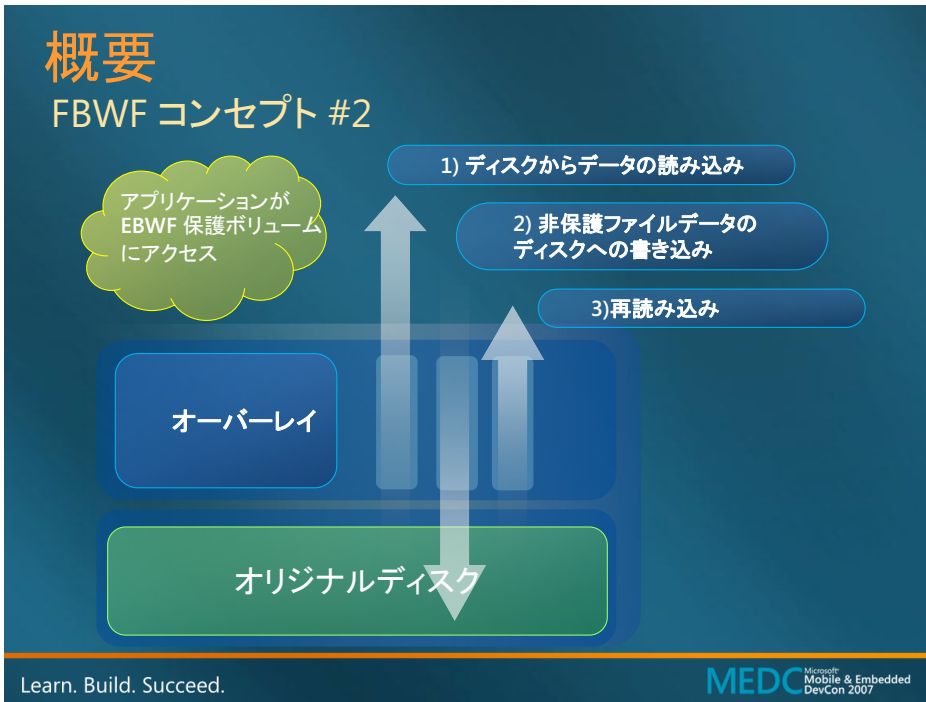 概要
FBWF コンセプト #2
アプリケーションが
EBWF 保護ボリューム
にアクセス
1) ディスクからデータの読み込み
2) 非保護ファイルデータの
ディスクへの書き込み
3)再読み込み
オーバーレイ
オリジナルディスク
Learn. Build. Succeed.
MEDC
Microsoft
Mobile & Embedded
DevCon 2007